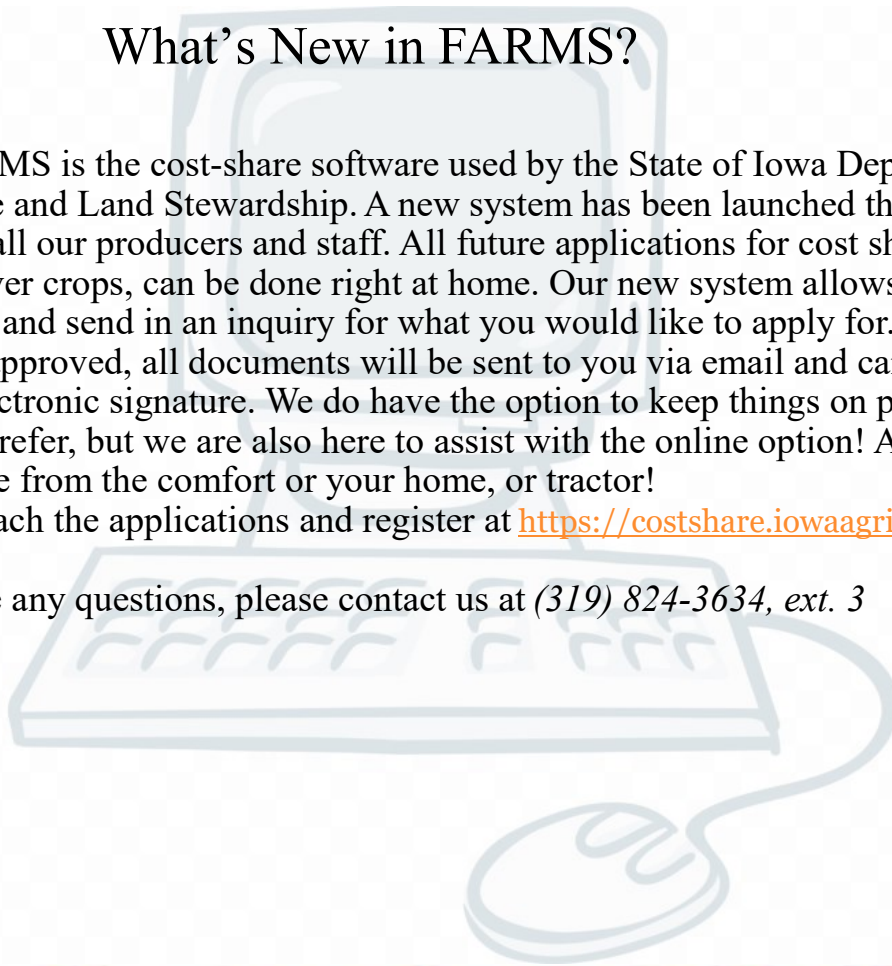 What’s New in FARMS?
MS is the cost-share software used by the State of Iowa Dep
e and Land Stewardship. A new system has been launched th
all our producers and staff. All future applications for cost sh
ver crops, can be done right at home. Our new system allows
and send in an inquiry for what you would like to apply for.
pproved, all documents will be sent to you via email and ca
ctronic signature. We do have the option to keep things on p
refer, but we are also here to assist with the online option! A
e from the comfort or your home, or tractor!
ach the applications and register at https://costshare.iowaagri
e any questions, please contact us at (319) 824-3634, ext. 3